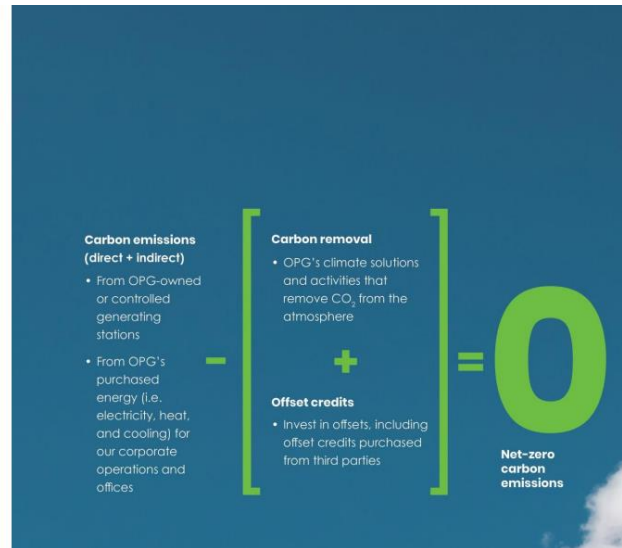 Carbon emissions
(direct + indirect)
• From OPG-owned
or controlled
generating
stations
• From OPG's
purchased
energy (i.e.
electricity, heat,
and cooling) for
our corporate
operations and
offices
-
[
Carbon removal
• OPG's climate solutions
and activities that
remove CO₂ from the
atmosphere
+
Offset credits
• Invest in offsets, including
offset credits purchased
from third parties
]
=
0
Net-zero
carbon
emissions